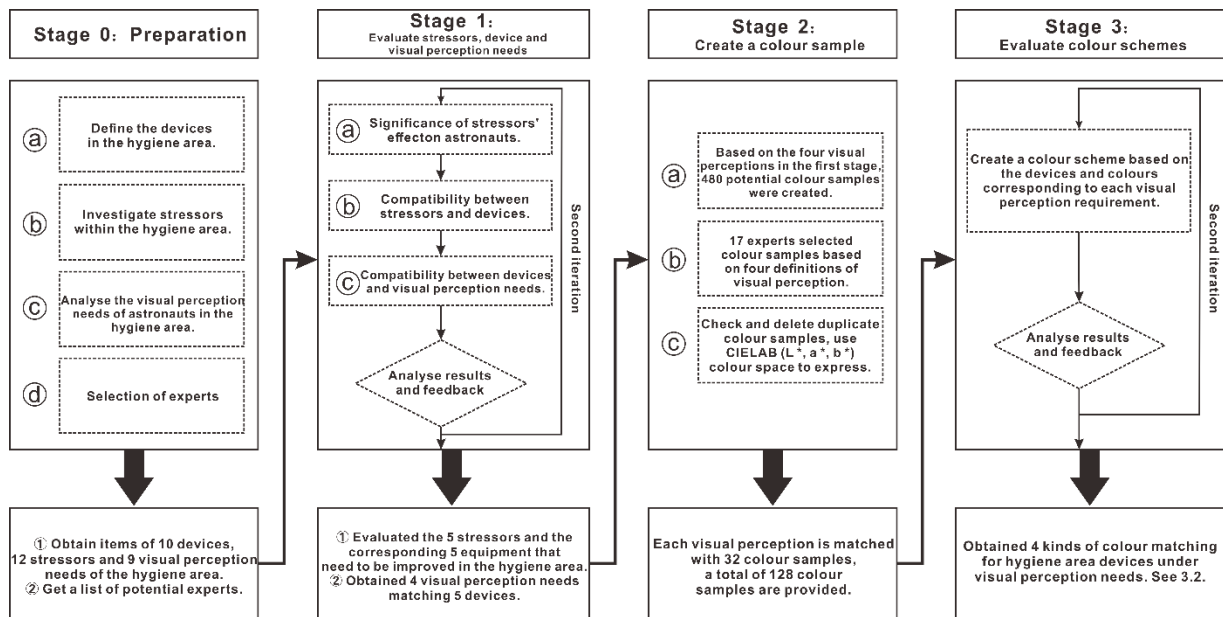 Stage 0: Preparation
ⓐ
Define the devices
in the hygiene area.
ⓑ
Investigate stressors
within the hygiene area.
ⓒ
Analyse the visual perception
needs of astronauts in the
hygiene area.
ⓓ
Selection of experts
① Obtain items of 10 devices,
12 stressors and 9 visual perception
needs of the hygiene area.
② Get a list of potential experts.
Stage 1:
Evaluate stressors, device and
visual perception needs
ⓐ
Significance of stressors'
effecton astronauts.
ⓑ
Compatibility between
stressors and devices.
ⓒ
Compatibility between devices
and visual perception needs.
Analyse results
and feedback
Second iteration
① Evaluated the 5 stressors and the
corresponding 5 equipment that
need to be improved in the hygiene area.
② Obtained 4 visual perception needs
matching 5 devices.
Stage 2:
Create a colour sample
ⓐ
Based on the four visual
perceptions in the first stage,
480 potential colour samples
were created.
ⓑ
17 experts selected
colour samples based
on four definitions of
visual perception.
ⓒ
Check and delete duplicate
colour samples, use
CIELAB (L *, a *, b *)
colour space to express.
Each visual perception is matched
with 32 colour samples,
a total of 128 colour
samples are provided.
Stage 3:
Evaluate colour schemes
Create a colour scheme based on
the devices and colours
corresponding to each visual
perception requirement.
Analyse results
and feedback
Second iteration
Obtained 4 kinds of colour matching
for hygiene area devices under
visual perception needs. See 3.2.